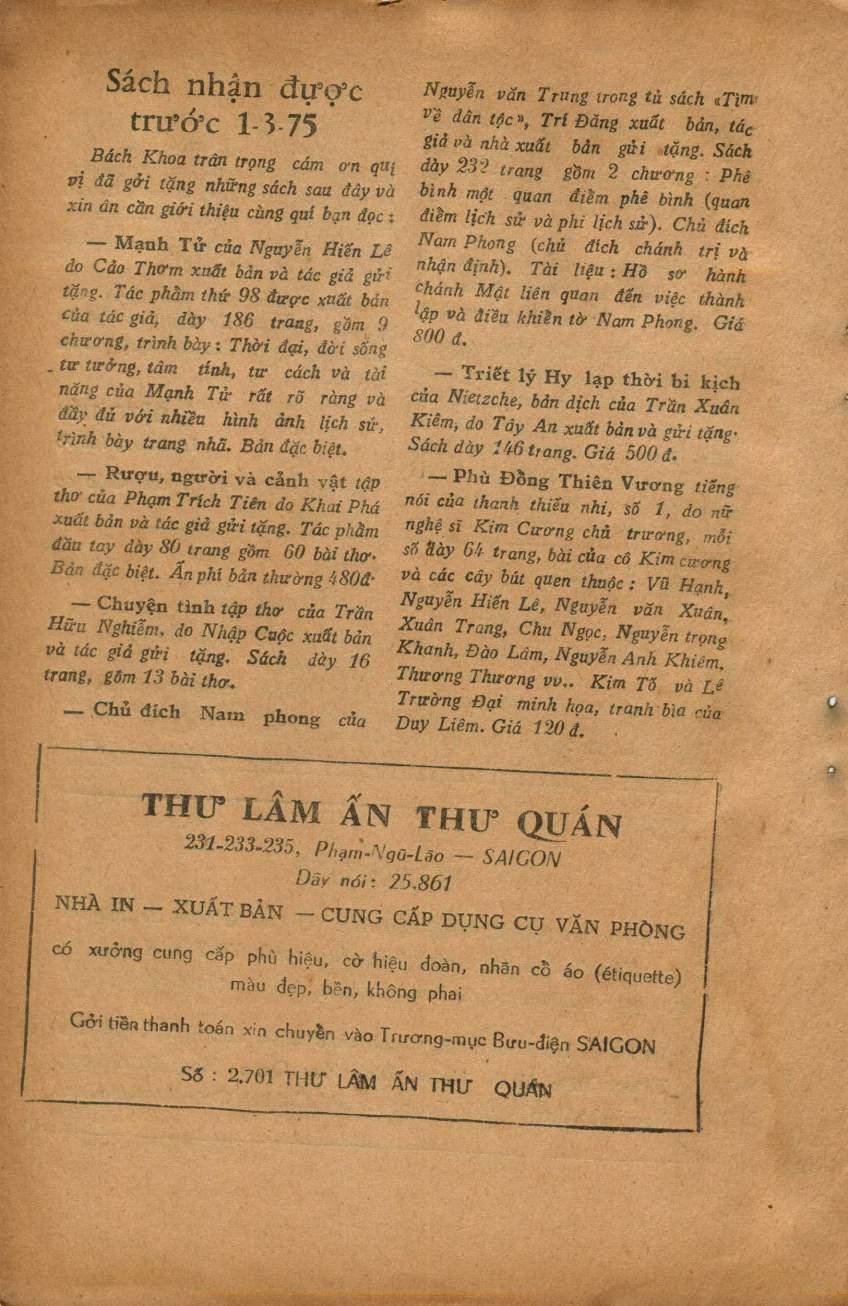 Sách nhận được
trước 1-3-75
Bách Khoa trân trọng cám ơn quí
vị đã gởi tặng những sách sau đây và
xin ân cần giới thiệu cùng quí bạn đọc :
— Mạnh Tử của Nguyễn Hiến Lê
do Cảo Thơm xuất bản và tác giả gửi
tặng. Tác phẩm thứ 98 được xuất bản
của tác giả, dày 186 trang, gồm 9
chương, trình bày : Thời đại, đời sống
tư tưởng, tâm tính, tư cách và tài
năng của Mạnh Tử rất rõ ràng và
đầy đủ với nhiều hình ảnh lịch sử,
trình bày trang nhã. Bản đặc biệt.
— Rượu, người và cảnh vật tập
thơ của Phạm Trích Tiên do Khai Phá
xuất bản và tác giả gửi tặng. Tác phẩm
đầu tay dày 80 trang gồm 60 bài thơ.
Bản đặc biệt. Ấn phí bản thường 480đ.
— Chuyện tình tập thơ của Trần
Hữu Nghiễm, do Nhập Cuộc xuất bản
và tác giả gửi tặng. Sách dày 16
trang, gồm 13 bài thơ.
— Chủ đích Nam phong của
Nguyễn văn Trung trong tủ sách «Tìm
về dân tộc», Trí Đăng xuất bản, tác
giả và nhà xuất bản gửi tặng. Sách
dày 232 trang gồm 2 chương : Phê
bình một quan điểm phê bình (quan
điểm lịch sử và phi lịch sử). Chủ đích
Nam Phong (chủ đích chánh trị và
nhận định). Tài liệu : Hồ sơ hành
chánh Mật liên quan đến việc thành
lập và điều khiển tờ Nam Phong. Giá
800 đ.
— Triết lý Hy lạp thời bi kịch
của Nietzche, bản dịch của Trần Xuân
Kiêm, do Tây An xuất bản và gửi tặng.
Sách dày 146 trang. Giá 500 đ.
— Phù Đồng Thiên Vương tiếng
nói của thanh thiếu nhi, số 1, do nữ
nghệ sĩ Kim Cương chủ trương, mỗi
số dày 64 trang, bài của cô Kim cương
và các cây bút quen thuộc : Vũ Hạnh,
Nguyễn Hiến Lê, Nguyễn văn Xuân,
Xuân Trang, Chu Ngọc, Nguyễn trọng
Khanh, Đào Lâm, Nguyễn Anh Khiêm,
Thương Thương vv.. Kim Tố và Lê
Trường Đại minh họa, tranh bìa của
Duy Liêm. Giá 120 đ.
THƯ LÂM ẤN THƯ QUÁN
231-233-235, Phạm-Ngũ-Lão — SAIGON
Dây nói : 25.861
NHÀ IN — XUẤT BẢN — CUNG CẤP DỤNG CỤ VĂN PHÒNG
có xưởng cung cấp phù hiệu, cờ hiệu đoàn, nhãn cổ áo (étiquette)
màu đẹp, bền, không phai
Gởi tiền thanh toán xin chuyển vào Trương-mục Bưu-điện SAIGON
Số : 2.701 THƯ LÂM ẤN THƯ QUÁN